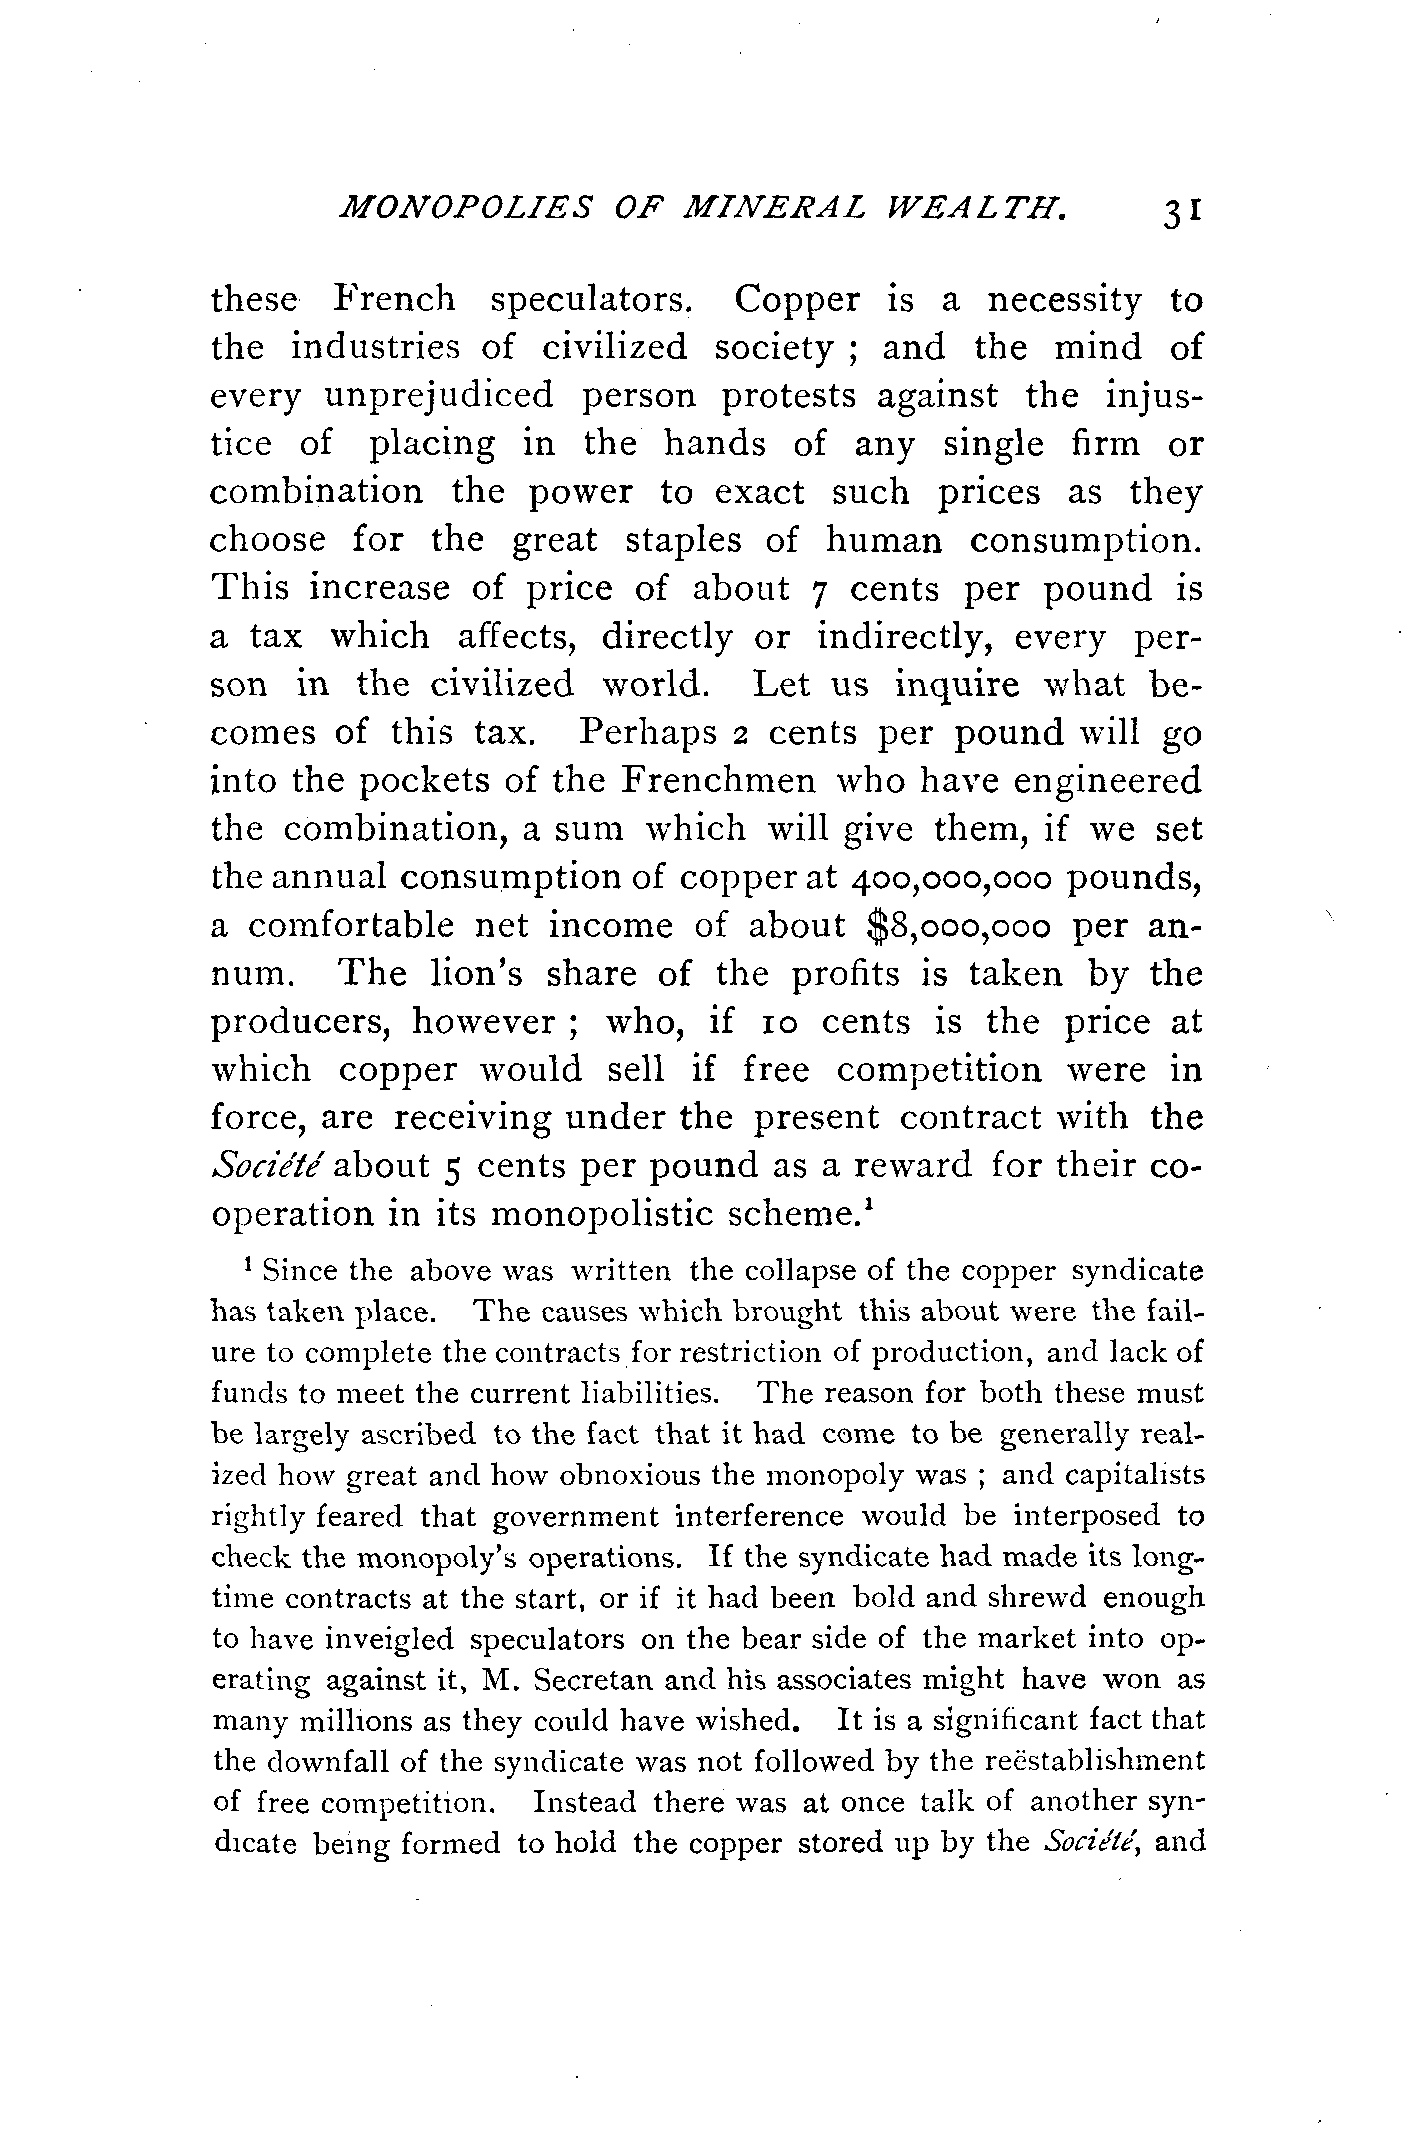 MONOPOLIES OF MINERAL WEALTH. 31
these French speculators. Copper is a necessity to
the industries of civilized society ; and the mind of
every unprejudiced person protests against the injus-
tice of placing in the hands of any single firm or
combination the power to exact such prices as they
choose for the great staples of human consumption.
This increase of price of about 7 cents per pound is
a tax which affects, directly or indirectly, every per-
son in the civilized world. Let us inquire what be-
comes of this tax. Perhaps 2 cents per pound will go
into the pockets of the Frenchmen who have engineered
the combination, a sum which will give them, if we set
the annual consumption of copper at 400,000,000 pounds,
a comfortable net income of about $8,000,000 per an-
num. The lion's share of the profits is taken by the
producers, however ; who, if 10 cents is the price at
which copper would sell if free competition were in
force, are receiving under the present contract with the
Société about 5 cents per pound as a reward for their co-
operation in its monopolistic scheme.¹
¹ Since the above was written the collapse of the copper syndicate
has taken place. The causes which brought this about were the fail-
ure to complete the contracts for restriction of production, and lack of
funds to meet the current liabilities. The reason for both these must
be largely ascribed to the fact that it had come to be generally real-
ized how great and how obnoxious the monopoly was ; and capitalists
rightly feared that government interference would be interposed to
check the monopoly's operations. If the syndicate had made its long-
time contracts at the start, or if it had been bold and shrewd enough
to have inveigled speculators on the bear side of the market into op-
erating against it, M. Secretan and his associates might have won as
many millions as they could have wished. It is a significant fact that
the downfall of the syndicate was not followed by the reëstablishment
of free competition. Instead there was at once talk of another syn-
dicate being formed to hold the copper stored up by the Société, and